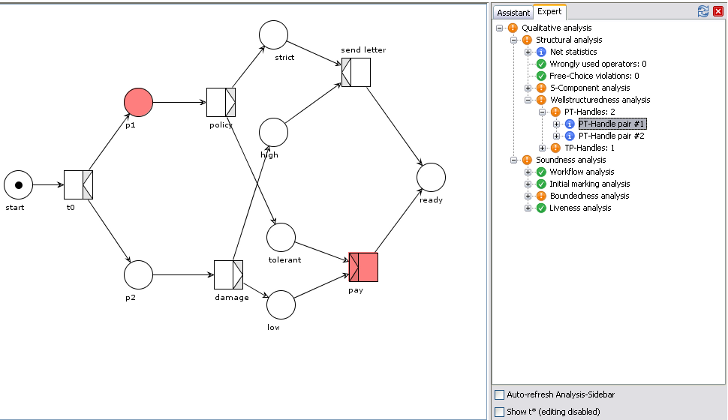 Assistant
Expert
Qualitative analysis
Structural analysis
Net statistics
Wrongly used operators: 0
Free-Choice violations: 0
S-Component analysis
Wellstructuredness analysis
PT-Handles: 2
PT-Handle pair #1
PT-Handle pair #2
TP-Handles: 1
Soundness analysis
Workflow analysis
Initial marking analysis
Boundedness analysis
Liveness analysis
Auto-refresh Analysis-Sidebar
Show t* (editing disabled)
send letter
strict
p1
policy
high
start
t0
ready
tolerant
p2
damage
pay
low